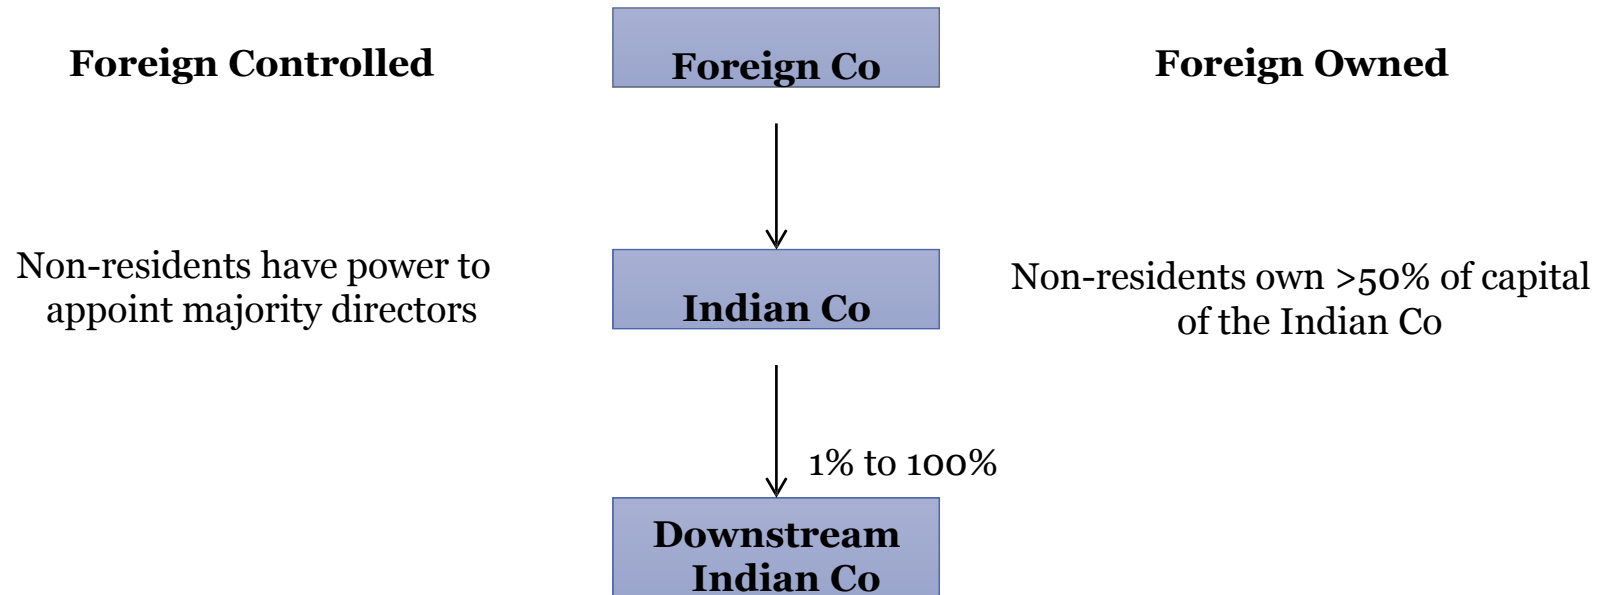 Foreign Controlled
Foreign Co
Foreign Owned
Non-residents have power to
appoint majority directors
Indian Co
Non-residents own >50% of capital
of the Indian Co
1% to 100%
Downstream
Indian Co